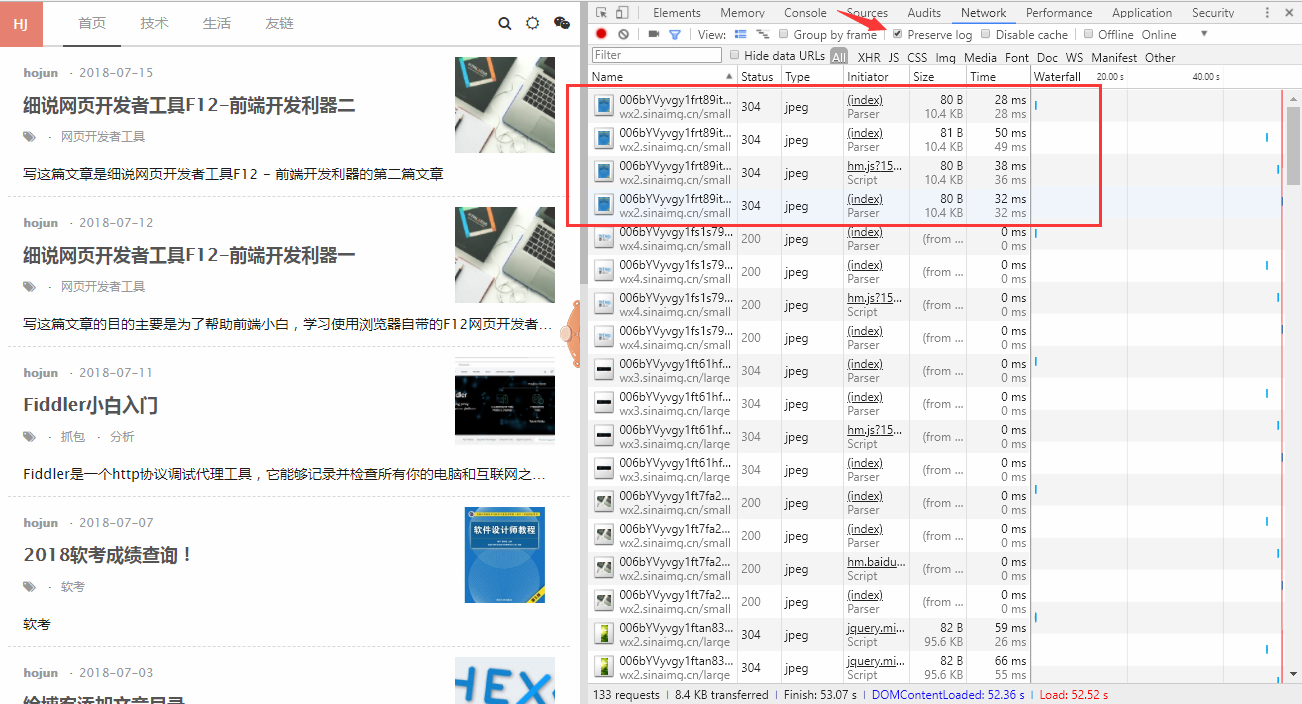 HJ 首页 技术 生活 友链
hojun · 2018-07-15
细说网页开发者工具F12-前端开发利器二
· 网页开发者工具
写这篇文章是细说网页开发者工具F12 - 前端开发利器的第二篇文章
hojun · 2018-07-12
细说网页开发者工具F12-前端开发利器一
· 网页开发者工具
写这篇文章的目的主要是为了帮助前端小白，学习使用浏览器自带的F12网页开发者...
hojun · 2018-07-11
Fiddler小白入门
· 抓包 · 分析
Fiddler是一个http协议调试代理工具，它能够记录并检查所有你的电脑和互联网之...
hojun · 2018-07-07
2018软考成绩查询！
· 软考
软考
软件设计师教程
hojun · 2018-07-03
给博客添加文章目录
HEX
Elements Memory Console Sources Audits Network Performance Application Security
View: Group by frame Preserve log Disable cache Offline Online
Filter Hide data URLs All XHR JS CSS Img Media Font Doc WS Manifest Other
Name Status Type Initiator Size Time Waterfall 20.00 s 40.00 s
006bYVyvgy1frt89it... 304 jpeg (index) 80 B 28 ms
wx2.sinaimg.cn/small Parser 10.4 KB 28 ms
006bYVyvgy1frt89it... 304 jpeg (index) 81 B 50 ms
wx2.sinaimg.cn/small Parser 10.4 KB 49 ms
006bYVyvgy1frt89it... 304 jpeg hm.js?15... 80 B 38 ms
wx2.sinaimg.cn/small Script 10.4 KB 36 ms
006bYVyvgy1frt89it... 304 jpeg (index) 80 B 32 ms
wx2.sinaimg.cn/small Parser 10.4 KB 32 ms
006bYVyvgy1fs1s79... 200 jpeg (index) (from ... 0 ms
wx4.sinaimg.cn/small Parser 0 ms
006bYVyvgy1fs1s79... 200 jpeg (index) (from ... 0 ms
wx4.sinaimg.cn/small Parser 0 ms
006bYVyvgy1fs1s79... 200 jpeg hm.js?15... (from ... 0 ms
wx4.sinaimg.cn/small Script 0 ms
006bYVyvgy1fs1s79... 200 jpeg (index) (from ... 0 ms
wx4.sinaimg.cn/small Parser 0 ms
006bYVyvgy1ft61hf... 304 jpeg (index) (from ... 0 ms
wx3.sinaimg.cn/large Parser 0 ms
006bYVyvgy1ft61hf... 304 jpeg (index) (from ... 0 ms
wx3.sinaimg.cn/large Parser 0 ms
006bYVyvgy1ft61hf... 304 jpeg hm.js?15... (from ... 0 ms
wx3.sinaimg.cn/large Script 0 ms
006bYVyvgy1ft61hf... 304 jpeg (index) (from ... 0 ms
wx3.sinaimg.cn/large Parser 0 ms
006bYVyvgy1ft7fa2... 200 jpeg (index) (from ... 0 ms
wx2.sinaimg.cn/small Parser 0 ms
006bYVyvgy1ft7fa2... 200 jpeg (index) (from ... 0 ms
wx2.sinaimg.cn/small Parser 0 ms
006bYVyvgy1ft7fa2... 200 jpeg hm.baidu... (from ... 0 ms
wx2.sinaimg.cn/small Script 0 ms
006bYVyvgy1ft7fa2... 200 jpeg (index) (from ... 0 ms
wx2.sinaimg.cn/small Parser 0 ms
006bYVyvgy1ftan83... 304 jpeg jquery.mi... 82 B 59 ms
wx2.sinaimg.cn/large Script 95.6 KB 26 ms
006bYVyvgy1ftan83... 304 jpeg jquery.mi... 82 B 66 ms
wx2.sinaimg.cn/large Script 95.6 KB 55 ms
133 requests | 8.4 KB transferred | Finish: 53.07 s | DOMContentLoaded: 52.36 s | Load: 52.52 s